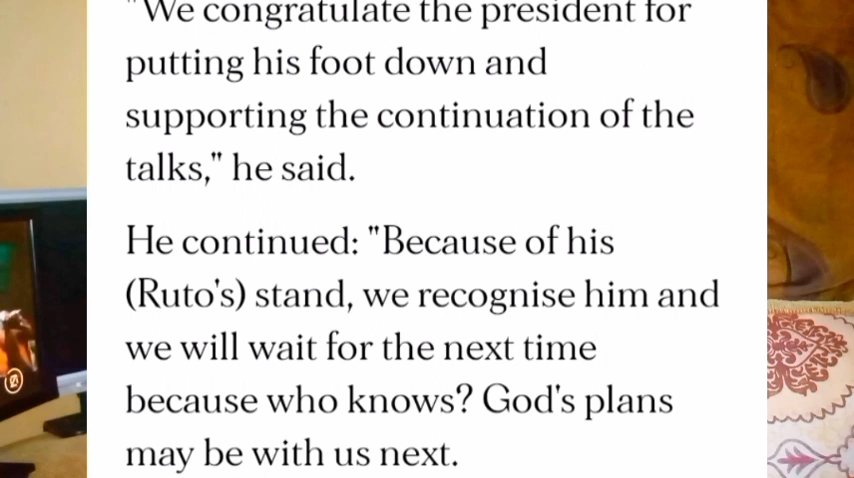 "We congratulate the president for
putting his foot down and
supporting the continuation of the
talks," he said.
He continued: "Because of his
(Ruto's) stand, we recognise him and
we will wait for the next time
because who knows? God's plans
may be with us next.